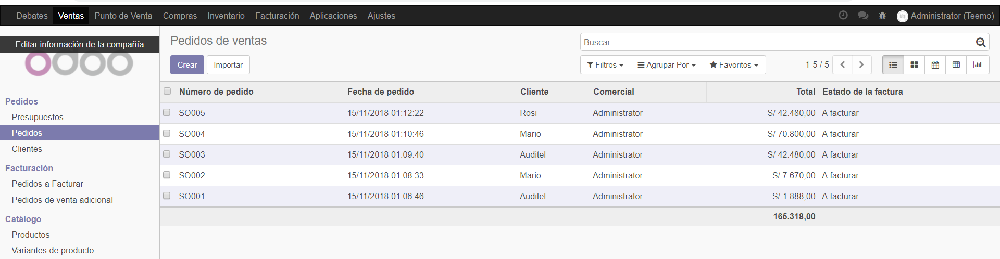 Debates Ventas Punto de Venta Compras Inventario Facturación Aplicaciones Ajustes Administrator (Teemo)
Editar información de la compañía
odoo
Pedidos
Presupuestos
Pedidos
Clientes
Facturación
Pedidos a Facturar
Pedidos de venta adicional
Catálogo
Productos
Variantes de producto
Pedidos de ventas
Buscar...
Crear Importar
Filtros Agrupar Por Favoritos 1-5 / 5
Número de pedido Fecha de pedido Cliente Comercial Total Estado de la factura
SO005 15/11/2018 01:12:22 Rosi Administrator S/ 42.480,00 A facturar
SO004 15/11/2018 01:10:46 Mario Administrator S/ 70.800,00 A facturar
SO003 15/11/2018 01:09:40 Auditel Administrator S/ 42.480,00 A facturar
SO002 15/11/2018 01:08:33 Mario Administrator S/ 7.670,00 A facturar
SO001 15/11/2018 01:06:46 Auditel Administrator S/ 1.888,00 A facturar
165.318,00